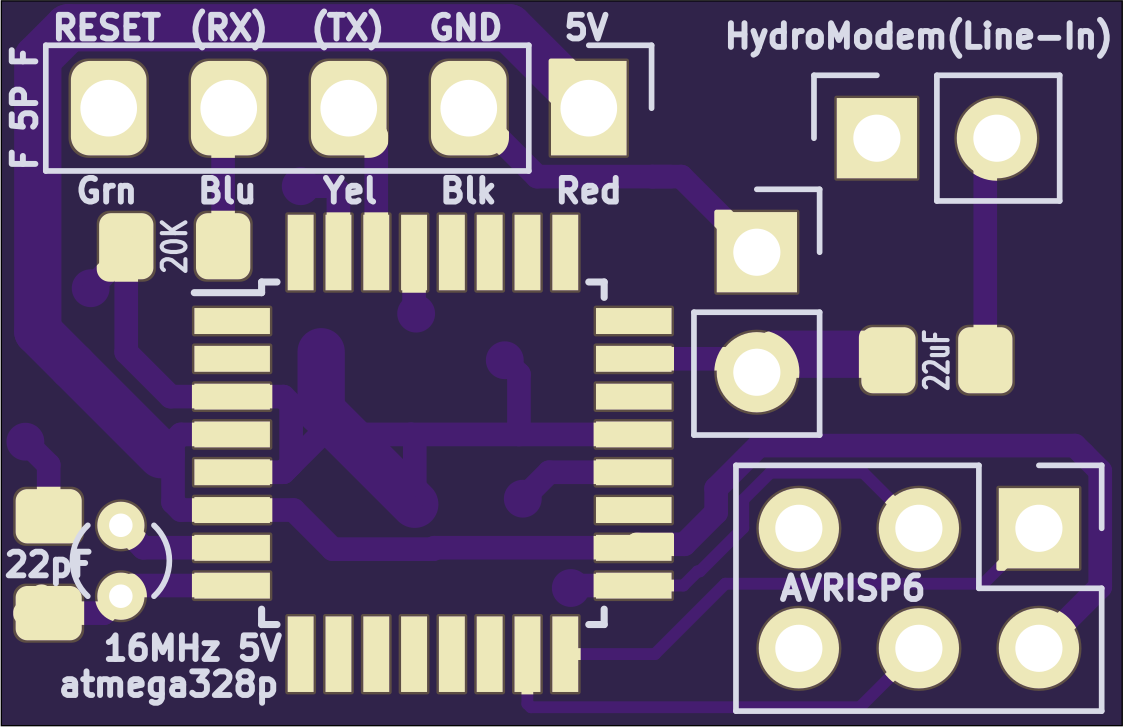 RESET (RX) (TX) GND 5V
HydroModem(Line-In)
F 5P F
Grn Blu Yel Blk Red
20K
22uF
22pF
AVRISP6
16MHz 5V
atmega328p